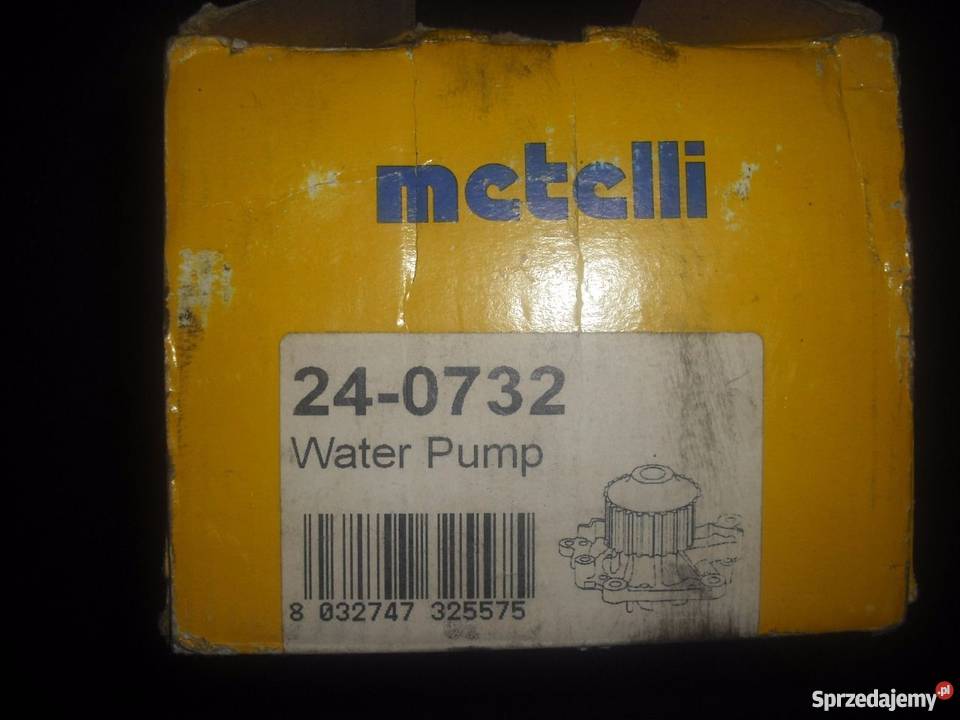 metelli
24-0732
Water Pump
8 032747 325575
Sprzedajemy.pl